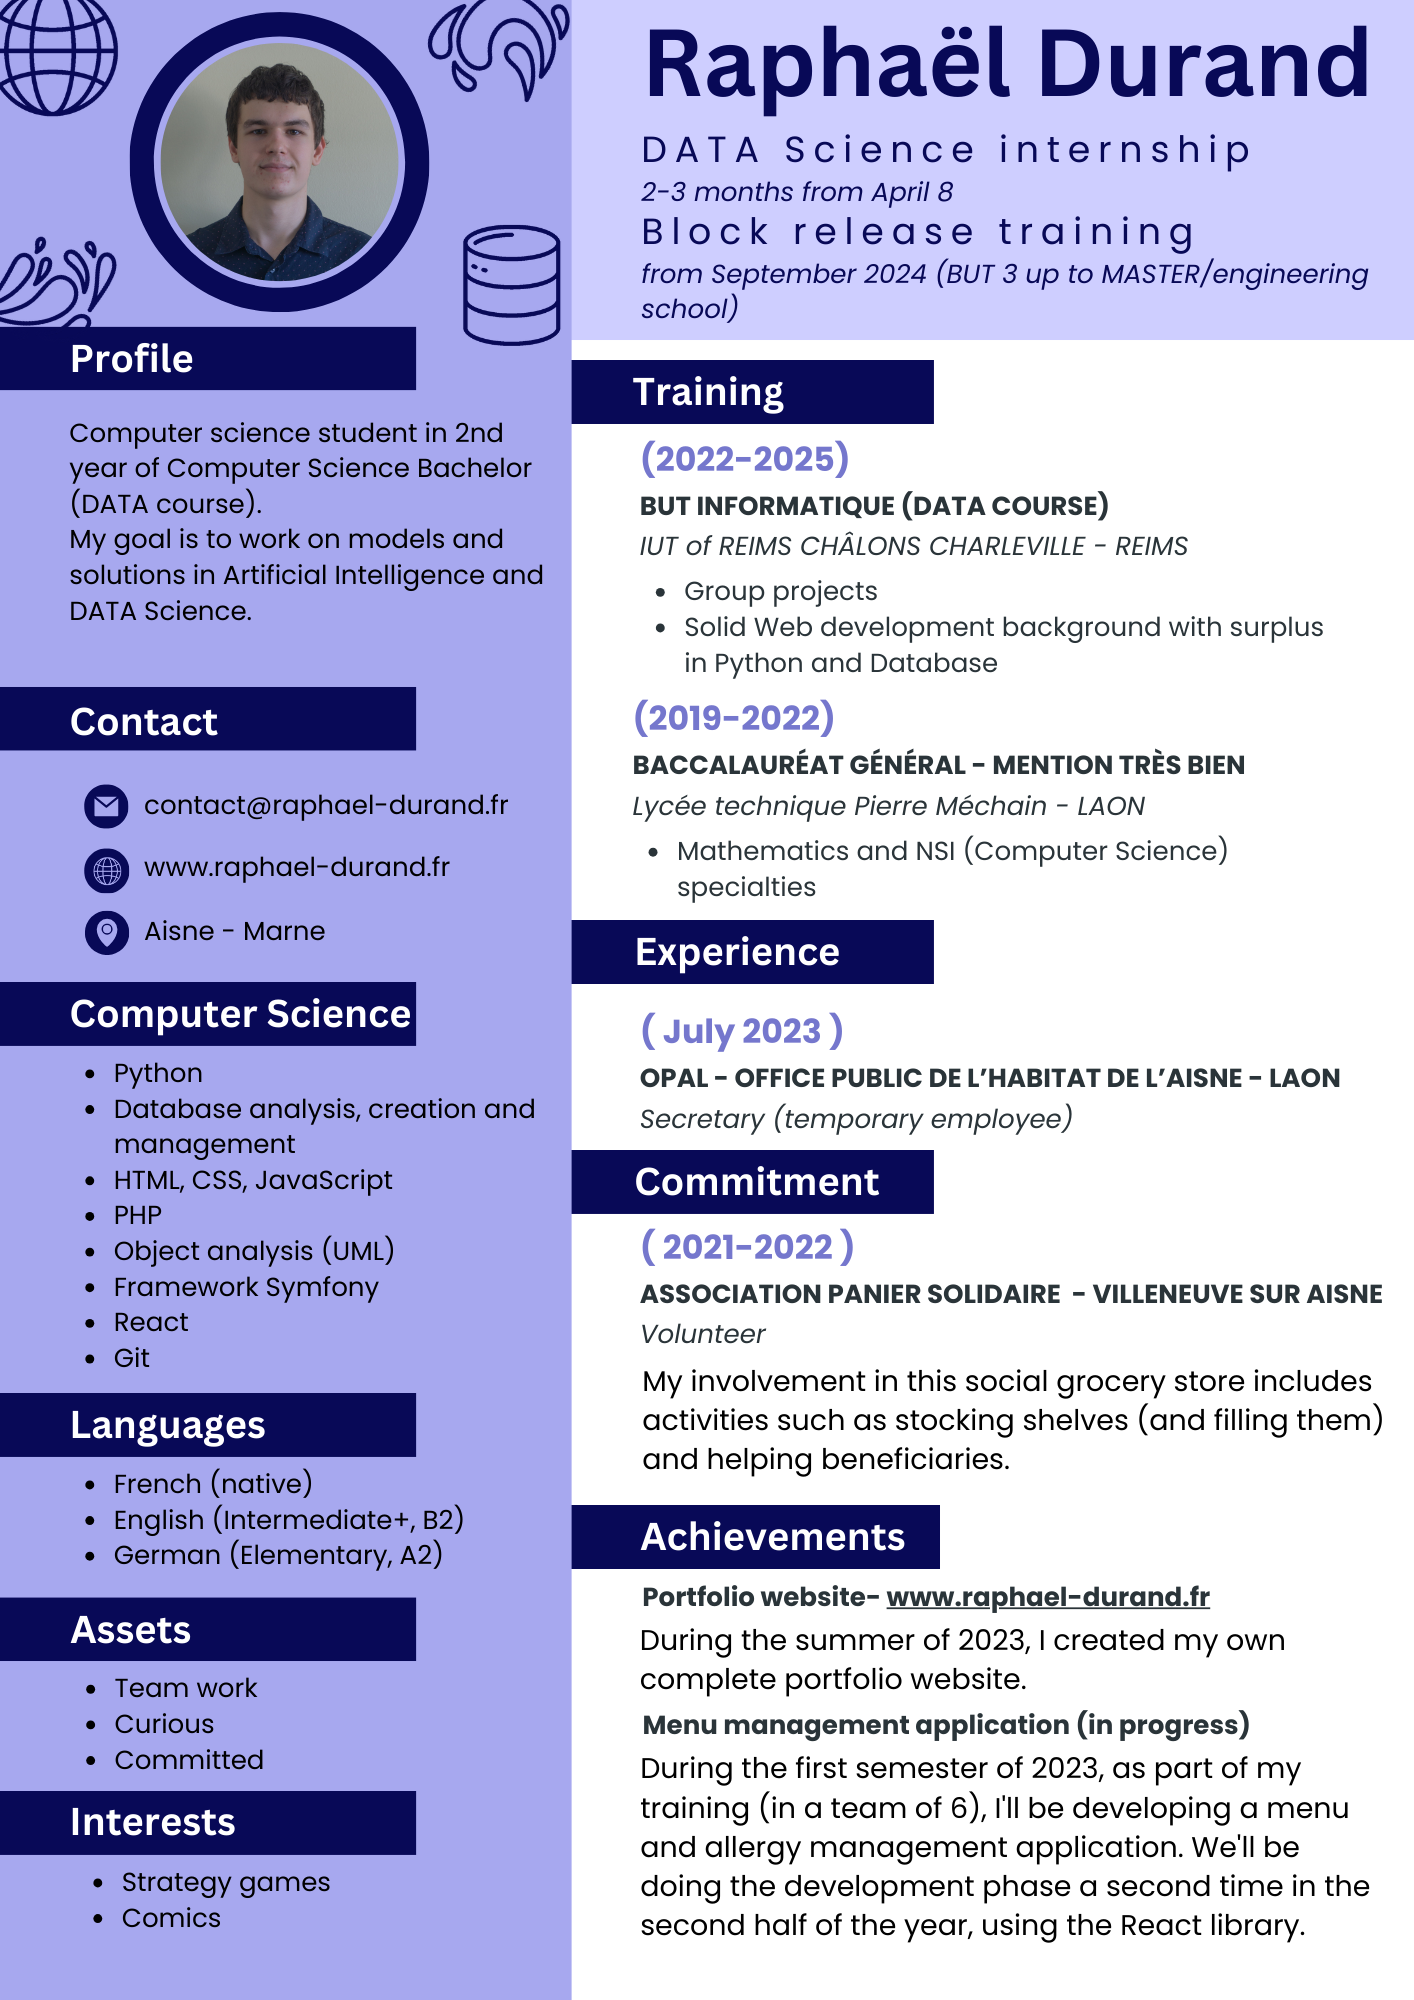 Raphaël Durand
DATA Science internship
2-3 months from April 8
Block release training
from September 2024 (BUT 3 up to MASTER/engineering
school)
Profile
Computer science student in 2nd
year of Computer Science Bachelor
(DATA course).
My goal is to work on models and
solutions in Artificial Intelligence and
DATA Science.
Contact
contact@raphael-durand.fr
www.raphael-durand.fr
Aisne - Marne
Computer Science
• Python
• Database analysis, creation and
management
• HTML, CSS, JavaScript
• PHP
• Object analysis (UML)
• Framework Symfony
• React
• Git
Languages
• French (native)
• English (Intermediate+, B2)
• German (Elementary, A2)
Assets
• Team work
• Curious
• Committed
Interests
• Strategy games
• Comics
Training
(2022-2025)
BUT INFORMATIQUE (DATA COURSE)
IUT of REIMS CHÂLONS CHARLEVILLE - REIMS
• Group projects
• Solid Web development background with surplus
in Python and Database
(2019-2022)
BACCALAURÉAT GÉNÉRAL - MENTION TRÈS BIEN
Lycée technique Pierre Méchain - LAON
• Mathematics and NSI (Computer Science)
specialties
Experience
( July 2023 )
OPAL - OFFICE PUBLIC DE L’HABITAT DE L’AISNE - LAON
Secretary (temporary employee)
Commitment
( 2021-2022 )
ASSOCIATION PANIER SOLIDAIRE - VILLENEUVE SUR AISNE
Volunteer
My involvement in this social grocery store includes
activities such as stocking shelves (and filling them)
and helping beneficiaries.
Achievements
Portfolio website- www.raphael-durand.fr
During the summer of 2023, I created my own
complete portfolio website.
Menu management application (in progress)
During the first semester of 2023, as part of my
training (in a team of 6), I'll be developing a menu
and allergy management application. We'll be
doing the development phase a second time in the
second half of the year, using the React library.